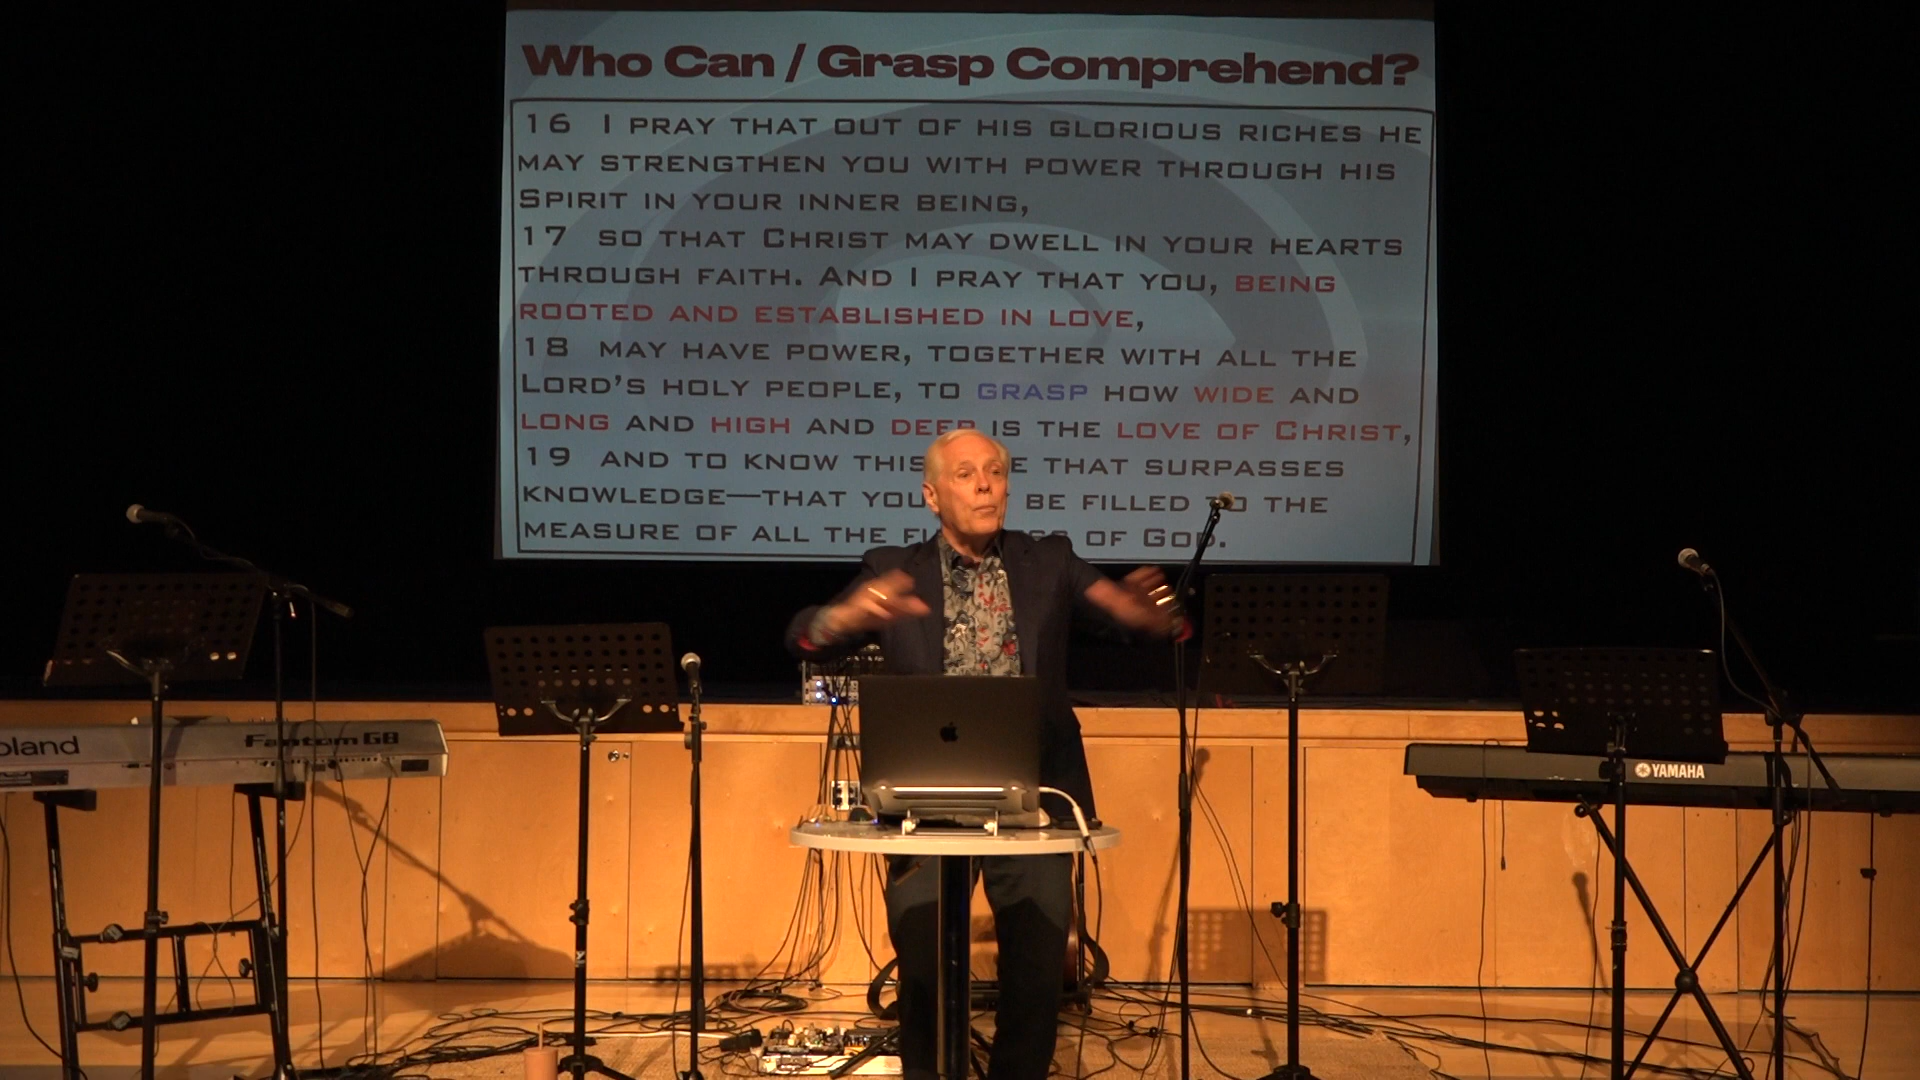 Who Can / Grasp Comprehend?
16 I PRAY THAT OUT OF HIS GLORIOUS RICHES HE
MAY STRENGTHEN YOU WITH POWER THROUGH HIS
SPIRIT IN YOUR INNER BEING,
17 SO THAT CHRIST MAY DWELL IN YOUR HEARTS
THROUGH FAITH. AND I PRAY THAT YOU, BEING
ROOTED AND ESTABLISHED IN LOVE,
18 MAY HAVE POWER, TOGETHER WITH ALL THE
LORD'S HOLY PEOPLE, TO GRASP HOW WIDE AND
LONG AND HIGH AND DEEP IS THE LOVE OF CHRIST,
19 AND TO KNOW THIS THAT SURPASSES
KNOWLEDGE—THAT YOU BE FILLED TO THE
MEASURE OF ALL THE OF GOD.
oland
Fantom G8
YAMAHA